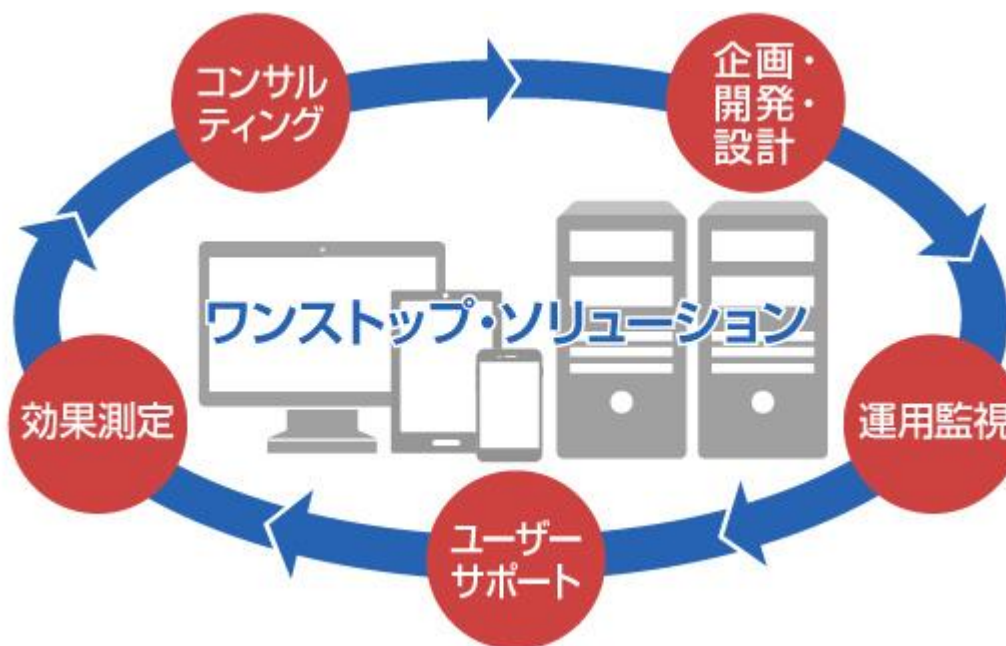 コンサル
ティング
企画・
開発・
設計
ワンストップ・ソリューション
効果測定
運用監視
ユーザー
サポート